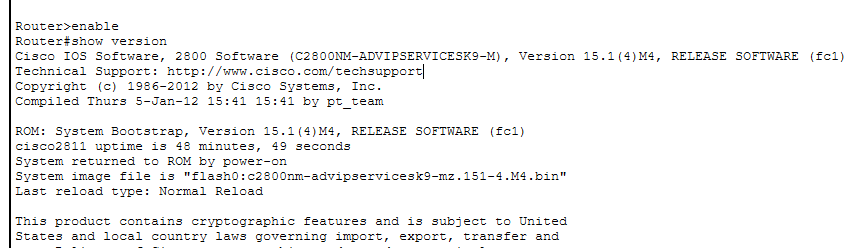 Router>enable
Router#show version
Cisco IOS Software, 2800 Software (C2800NM-ADVIPSERVICESK9-M), Version 15.1(4)M4, RELEASE SOFTWARE (fc1)
Technical Support: http://www.cisco.com/techsupport
Copyright (c) 1986-2012 by Cisco Systems, Inc.
Compiled Thurs 5-Jan-12 15:41 15:41 by pt_team

ROM: System Bootstrap, Version 15.1(4)M4, RELEASE SOFTWARE (fc1)
cisco2811 uptime is 48 minutes, 49 seconds
System returned to ROM by power-on
System image file is "flash0:c2800nm-advipservicesk9-mz.151-4.M4.bin"
Last reload type: Normal Reload

This product contains cryptographic features and is subject to United
States and local country laws governing import, export, transfer and